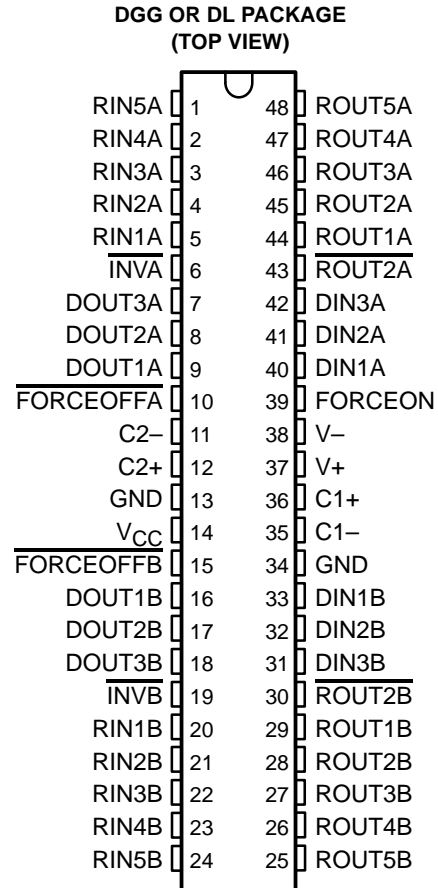 DGG OR DL PACKAGE
(TOP VIEW)
RIN5A 1 48 ROUT5A
RIN4A 2 47 ROUT4A
RIN3A 3 46 ROUT3A
RIN2A 4 45 ROUT2A
RIN1A 5 44 ROUT1A
INVA 6 43 ROUT2A
DOUT3A 7 42 DIN3A
DOUT2A 8 41 DIN2A
DOUT1A 9 40 DIN1A
FORCEOFFA 10 39 FORCEON
C2– 11 38 V–
C2+ 12 37 V+
GND 13 36 C1+
VCC 14 35 C1–
FORCEOFFB 15 34 GND
DOUT1B 16 33 DIN1B
DOUT2B 17 32 DIN2B
DOUT3B 18 31 DIN3B
INVB 19 30 ROUT2B
RIN1B 20 29 ROUT1B
RIN2B 21 28 ROUT2B
RIN3B 22 27 ROUT3B
RIN4B 23 26 ROUT4B
RIN5B 24 25 ROUT5B